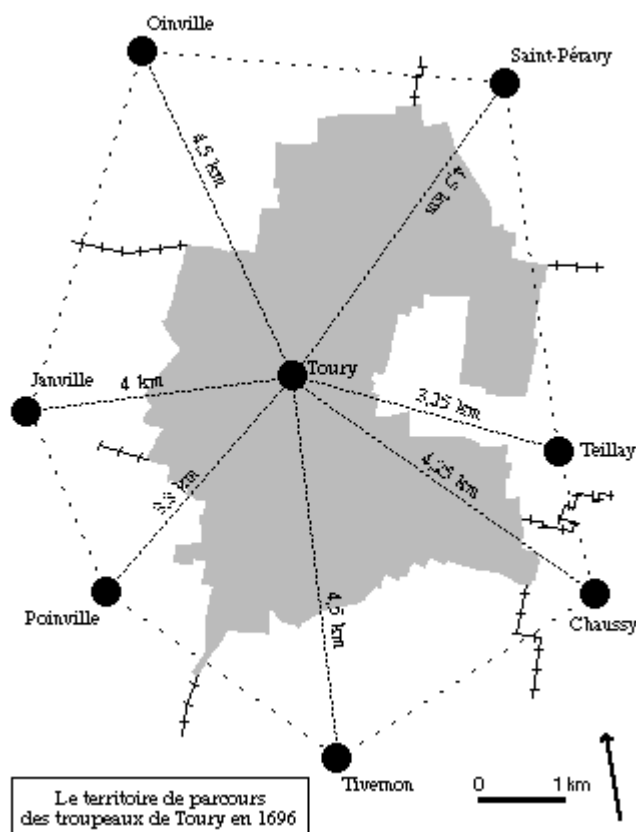 Oinville
Saint-Péravy
4,5 km
4,5 km
Toury
Janville
4 km
3,25 km
Teillay
4,25 km
km
Poinville
4,5 km
Chaussy
Tivernon
0 1 km
Le territoire de parcours
des troupeaux de Toury en 1696